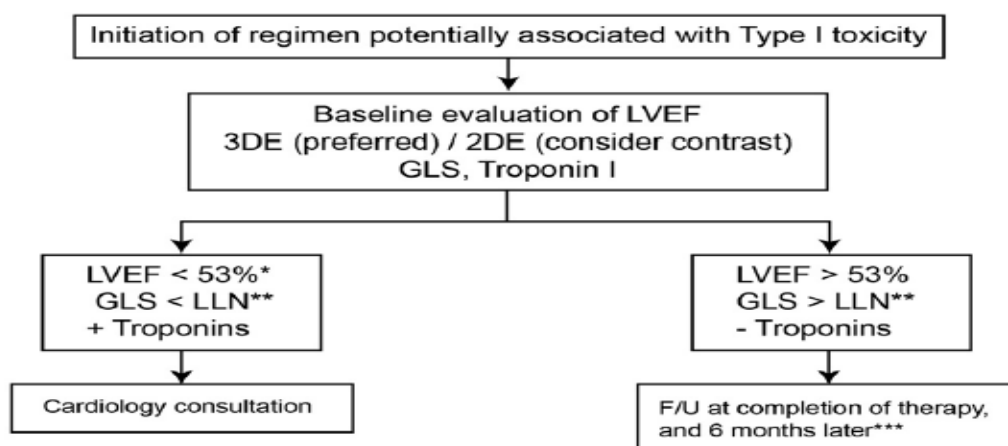 Initiation of regimen potentially associated with Type I toxicity
Baseline evaluation of LVEF
3DE (preferred) / 2DE (consider contrast)
GLS, Troponin I
LVEF < 53%*
GLS < LLN**
+ Troponins
Cardiology consultation
LVEF > 53%
GLS > LLN**
- Troponins
F/U at completion of therapy,
and 6 months later***